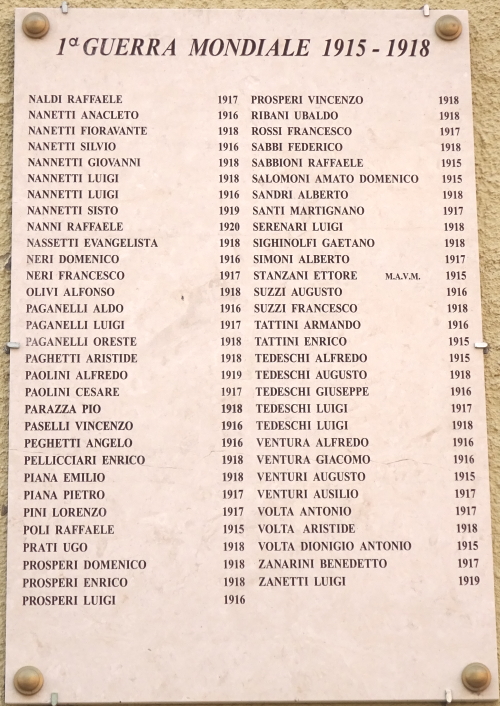 1ª GUERRA MONDIALE 1915 - 1918
NALDI RAFFAELE 1917
NANETTI ANACLETO 1916
NANETTI FIORAVANTE 1918
NANETTI SILVIO 1916
NANNETTI GIOVANNI 1918
NANNETTI LUIGI 1918
NANNETTI LUIGI 1916
NANNETTI SISTO 1919
NANNI RAFFAELE 1920
NASSETTI EVANGELISTA 1918
NERI DOMENICO 1916
NERI FRANCESCO 1917
OLIVI ALFONSO 1918
PAGANELLI ALDO 1916
PAGANELLI LUIGI 1917
PAGANELLI ORESTE 1918
PAGHETTI ARISTIDE 1918
PAOLINI ALFREDO 1919
PAOLINI CESARE 1917
PARAZZA PIO 1918
PASELLI VINCENZO 1916
PEGHETTI ANGELO 1916
PELLICCIARI ENRICO 1918
PIANA EMILIO 1918
PIANA PIETRO 1917
PINI LORENZO 1917
POLI RAFFAELE 1915
PRATI UGO 1918
PROSPERI DOMENICO 1918
PROSPERI ENRICO 1918
PROSPERI LUIGI 1916
PROSPERI VINCENZO 1918
RIBANI UBALDO 1918
ROSSI FRANCESCO 1917
SABBI FEDERICO 1918
SABBIONI RAFFAELE 1915
SALOMONI AMATO DOMENICO 1915
SANDRI ALBERTO 1918
SANTI MARTIGNANO 1917
SERENARI LUIGI 1918
SIGHINOLFI GAETANO 1918
SIMONI ALBERTO 1917
STANZANI ETTORE M.A.V.M. 1915
SUZZI AUGUSTO 1916
SUZZI FRANCESCO 1918
TATTINI ARMANDO 1916
TATTINI ENRICO 1915
TEDESCHI ALFREDO 1915
TEDESCHI AUGUSTO 1918
TEDESCHI GIUSEPPE 1916
TEDESCHI LUIGI 1917
TEDESCHI LUIGI 1918
VENTURA ALFREDO 1916
VENTURA GIACOMO 1916
VENTURI AUGUSTO 1915
VENTURI AUSILIO 1917
VOLTA ANTONIO 1917
VOLTA ARISTIDE 1918
VOLTA DIONIGIO ANTONIO 1915
ZANARINI BENEDETTO 1917
ZANETTI LUIGI 1919